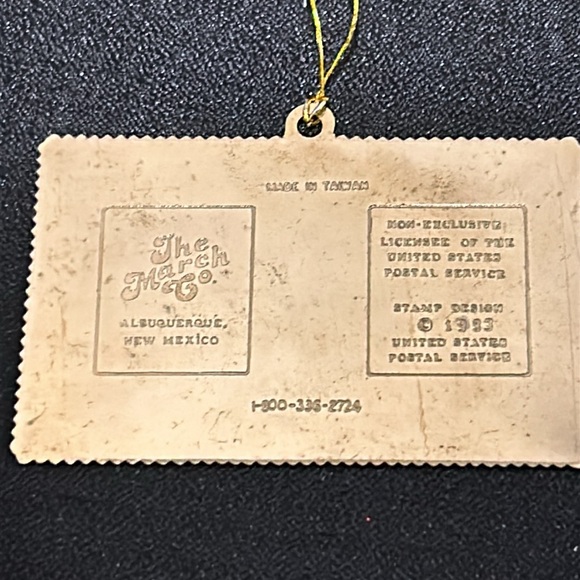 MADE IN TAIWAN
The
March
& Co.
ALBUQUERQUE,
NEW MEXICO
NON-EXCLUSIVE
LICENSEE OF THE
UNITED STATES
POSTAL SERVICE
STAMP DESIGN
© 1983
UNITED STATES
POSTAL SERVICE
1-800-336-2724